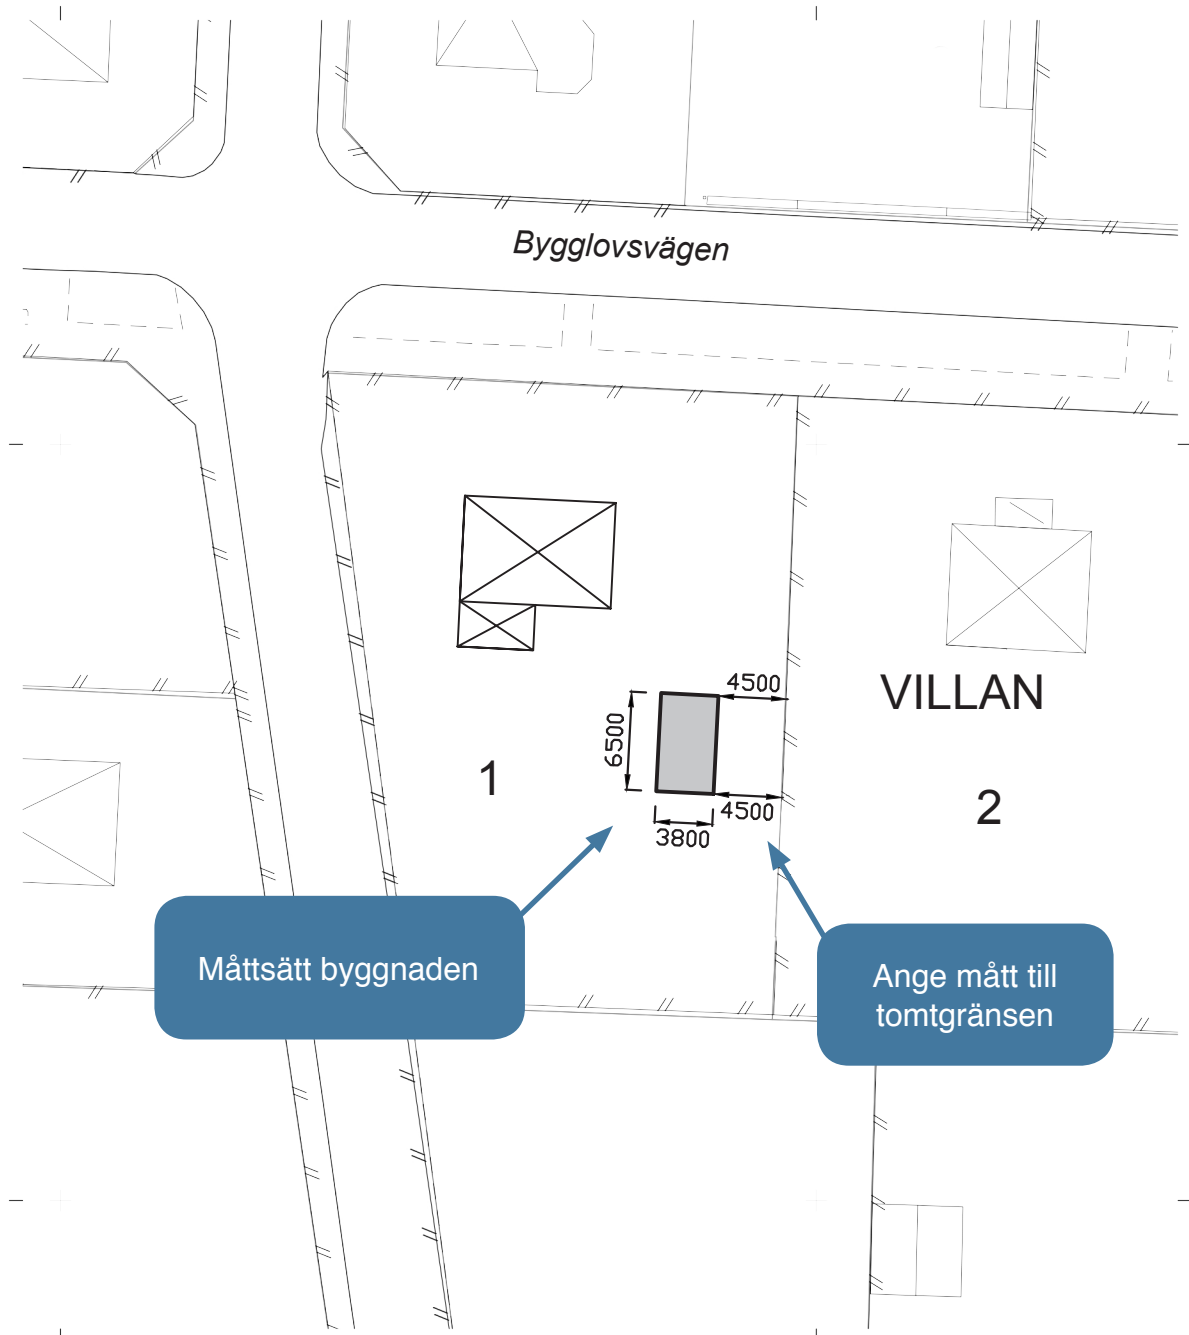 Bygglovsvägen
4500
VILLAN
6500
1
4500
2
3800
Måttsätt byggnaden
Ange mått till
tomtgränsen